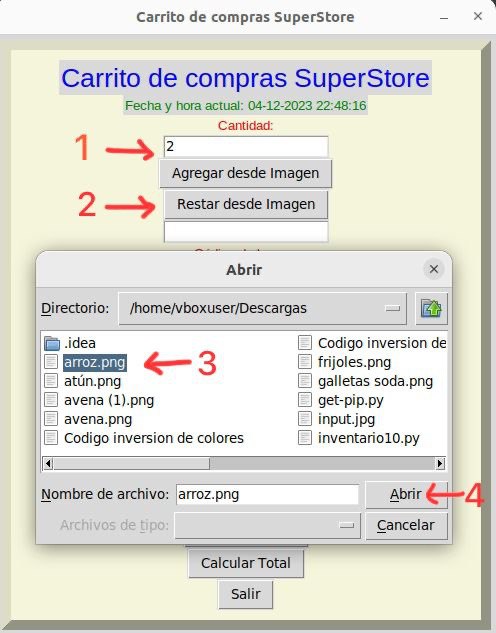 Carrito de compras SuperStore
Carrito de compras SuperStore
Fecha y hora actual: 04-12-2023 22:48:16
Cantidad:
1
2
Agregar desde Imagen
2
Restar desde Imagen
Abrir
Directorio: /home/vboxuser/Descargas
.idea
arroz.png
3
atún.png
avena (1).png
avena.png
Codigo inversion de colores
Codigo inversion de
frijoles.png
galletas soda.png
get-pip.py
input.jpg
inventario10.py
Nombre de archivo: arroz.png
Abrir
4
Archivos de tipo:
Cancelar
Calcular Total
Salir